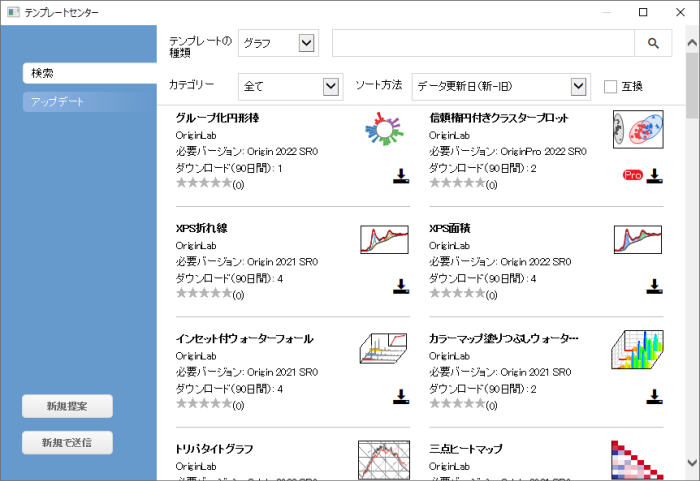 テンプレートセンター
テンプレートの
種類
グラフ
検索
アップデート
カテゴリー
全て
ソート方法
データ更新日(新-旧)
互換
グループ化円形棒
OriginLab
必要バージョン: Origin 2022 SR0
ダウンロード(90日間): 1
★★★★★(0)
信頼楕円付きクラスタープロット
OriginLab
必要バージョン: OriginPro 2022 SR0
ダウンロード(90日間): 2
★★★★★(0)
Pro
XPS折れ線
OriginLab
必要バージョン: Origin 2021 SR0
ダウンロード(90日間): 4
★★★★★(0)
XPS面積
OriginLab
必要バージョン: Origin 2022 SR0
ダウンロード(90日間): 4
★★★★★(0)
インセット付ウォーターフォール
OriginLab
必要バージョン: Origin 2021 SR0
ダウンロード(90日間): 4
★★★★★(0)
カラーマップ塗りつぶしウォータ…
OriginLab
必要バージョン: Origin 2021 SR0
ダウンロード(90日間): 2
★★★★★(0)
新規提案
新規で送信
トリパタイトグラフ
OriginLab
三点ヒートマップ
OriginLab